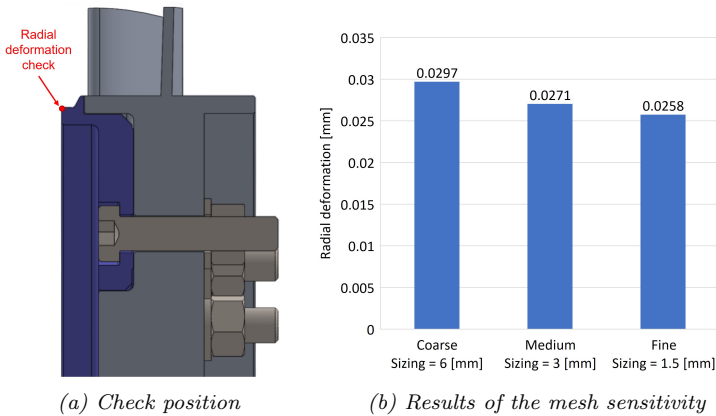 Radial
deformation
check
Radial deformation [mm]
0.035
0.03
0.025
0.02
0.015
0.01
0.005
0
0.0297
0.0271
0.0258
Coarse
Sizing = 6 [mm]
Medium
Sizing = 3 [mm]
Fine
Sizing = 1.5 [mm]
(a) Check position
(b) Results of the mesh sensitivity